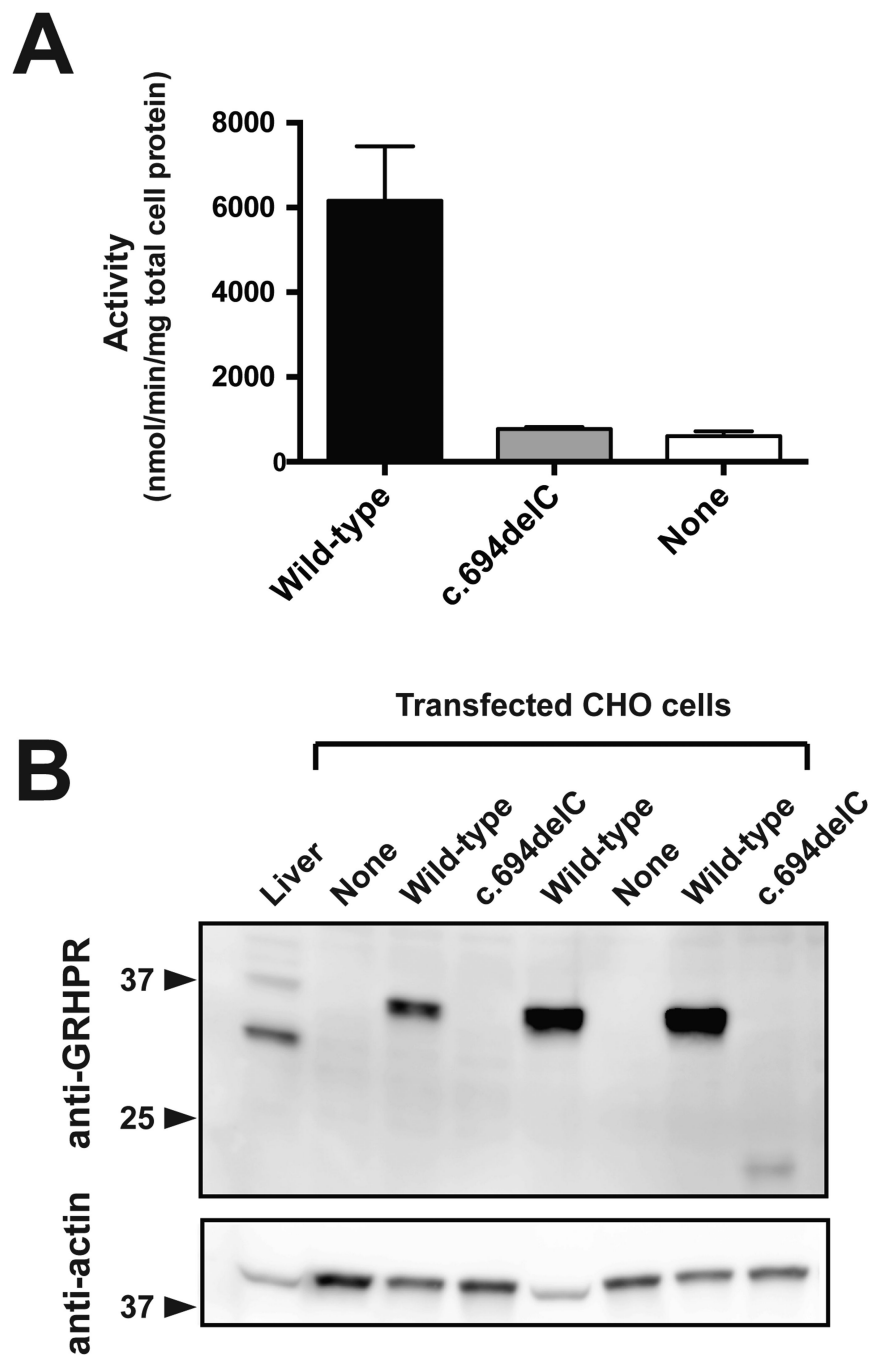 A
Activity
(nmol/min/mg total cell protein)
8000
6000
4000
2000
0
Wild-type
c.694delC
None
Transfected CHO cells
B
Liver
None
Wild-type
c.694delC
Wild-type
None
Wild-type
c.694delC
anti-GRHPR
37
25
anti-actin
37